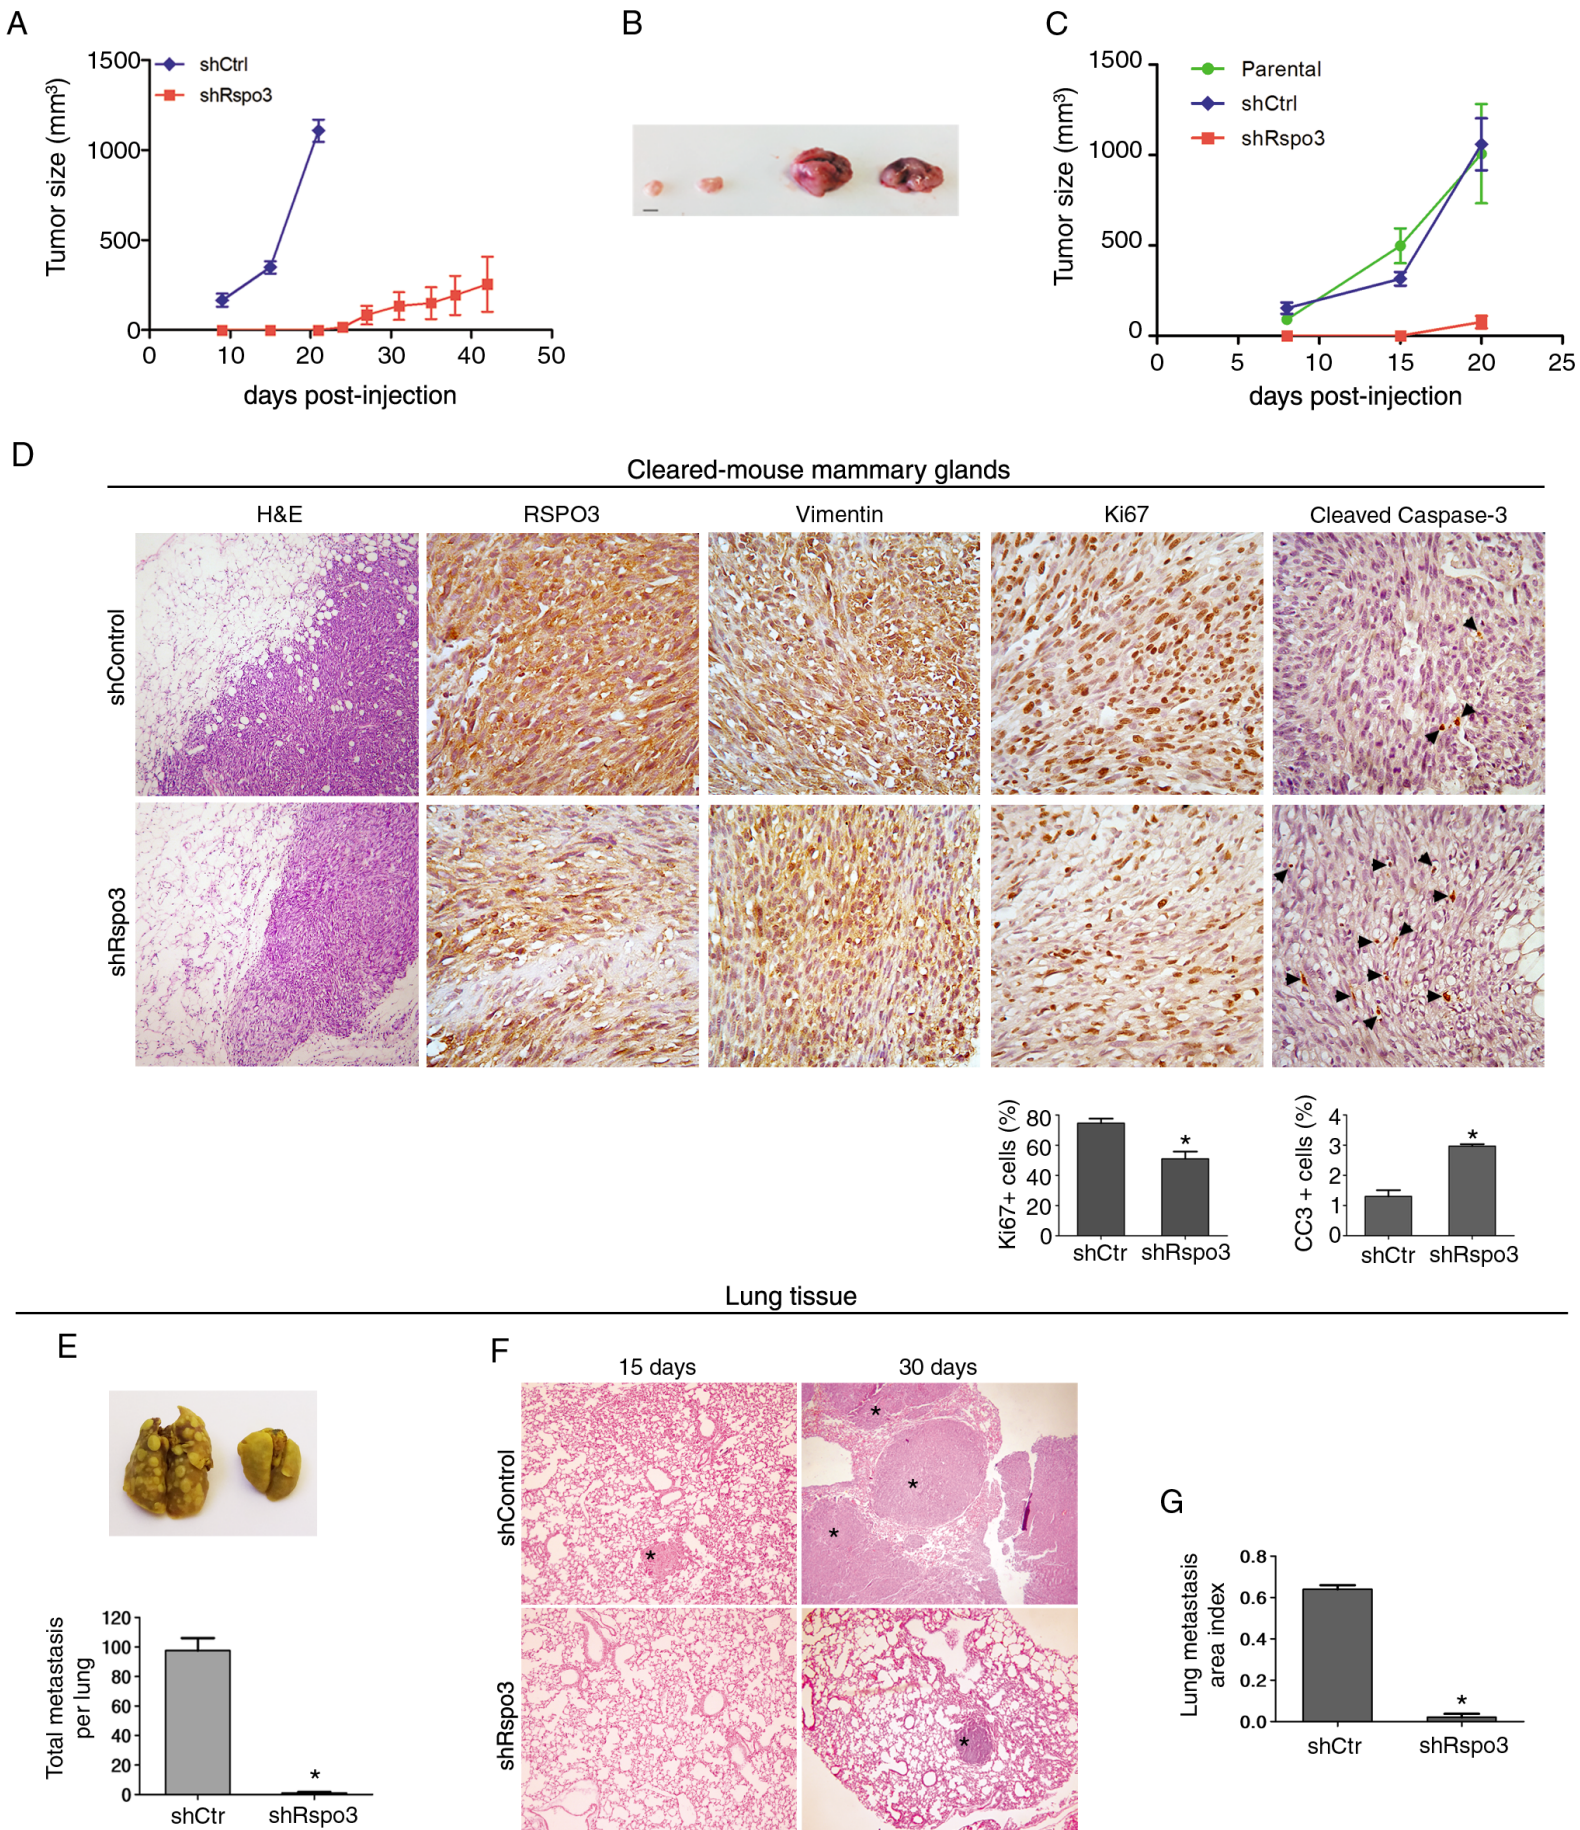 A
1500
1000
500
0
Tumor size (mm³)
shCtrl
shRspo3
0 10 20 30 40 50
days post-injection
B
C
1500
1000
500
0
Tumor size (mm³)
Parental
shCtrl
shRspo3
0 5 10 15 20 25
days post-injection
D
Cleared-mouse mammary glands
H&E RSPO3 Vimentin Ki67 Cleaved Caspase-3
shControl
shRspo3
Ki67+ cells (%)
80
60
40
20
0
shCtr shRspo3
*
CC3 + cells (%)
4
3
2
1
0
shCtr shRspo3
*
Lung tissue
E
Total metastasis
per lung
120
100
80
60
40
20
0
*
shCtr shRspo3
F
15 days 30 days
shControl
*
*
*
*
shRspo3
*
G
Lung metastasis
area index
0.8
0.6
0.4
0.2
0.0
*
shCtr shRspo3